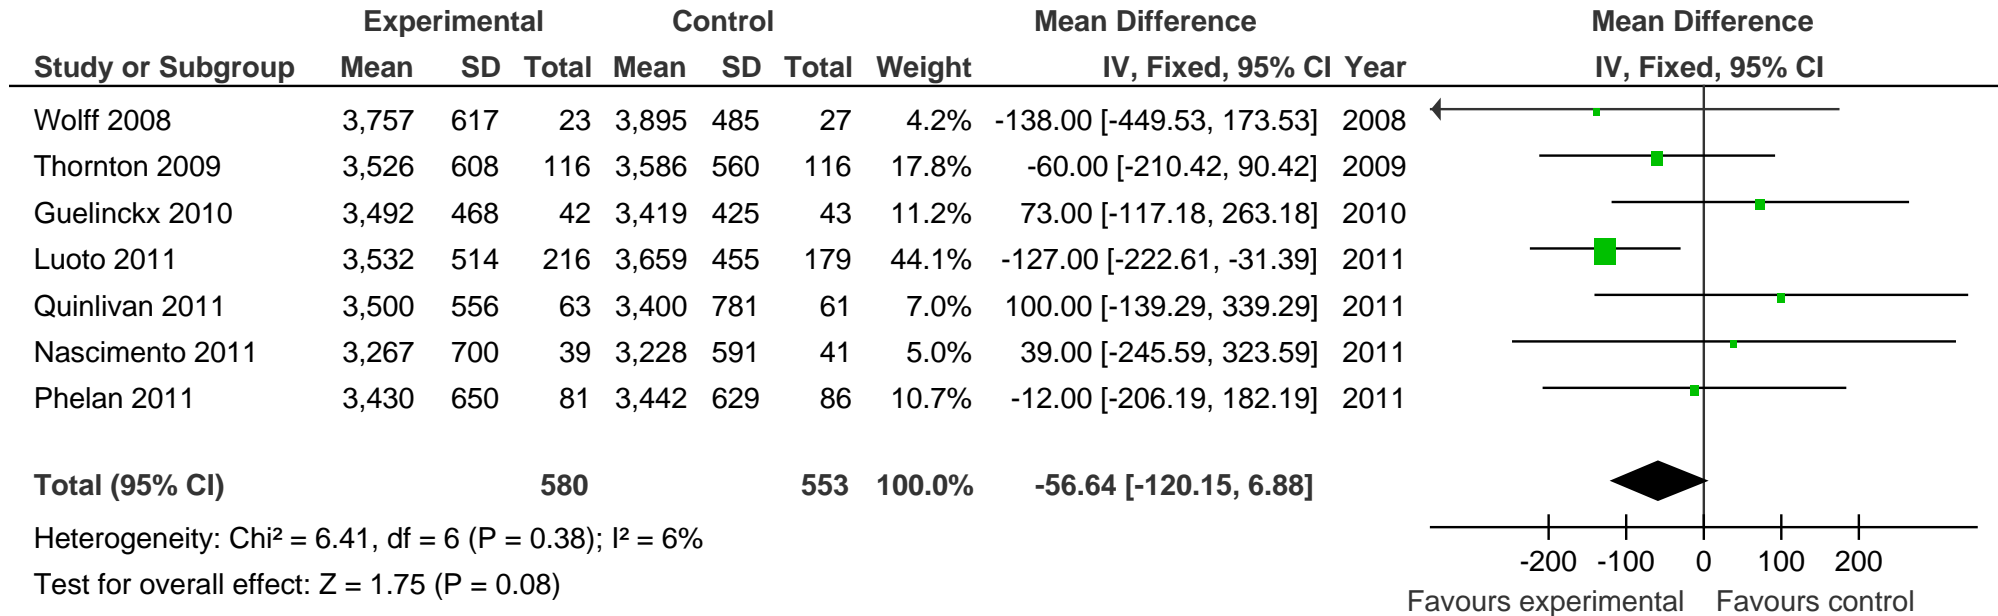 Experimental Control Mean Difference Mean Difference
Study or Subgroup Mean SD Total Mean SD Total Weight IV, Fixed, 95% CI Year IV, Fixed, 95% CI
Wolff 2008 3,757 617 23 3,895 485 27 4.2% -138.00 [-449.53, 173.53] 2008
Thornton 2009 3,526 608 116 3,586 560 116 17.8% -60.00 [-210.42, 90.42] 2009
Guelinckx 2010 3,492 468 42 3,419 425 43 11.2% 73.00 [-117.18, 263.18] 2010
Luoto 2011 3,532 514 216 3,659 455 179 44.1% -127.00 [-222.61, -31.39] 2011
Quinlivan 2011 3,500 556 63 3,400 781 61 7.0% 100.00 [-139.29, 339.29] 2011
Nascimento 2011 3,267 700 39 3,228 591 41 5.0% 39.00 [-245.59, 323.59] 2011
Phelan 2011 3,430 650 81 3,442 629 86 10.7% -12.00 [-206.19, 182.19] 2011
Total (95% CI) 580 553 100.0% -56.64 [-120.15, 6.88]
Heterogeneity: Chi² = 6.41, df = 6 (P = 0.38); I² = 6%
Test for overall effect: Z = 1.75 (P = 0.08)
-200 -100 0 100 200
Favours experimental Favours control